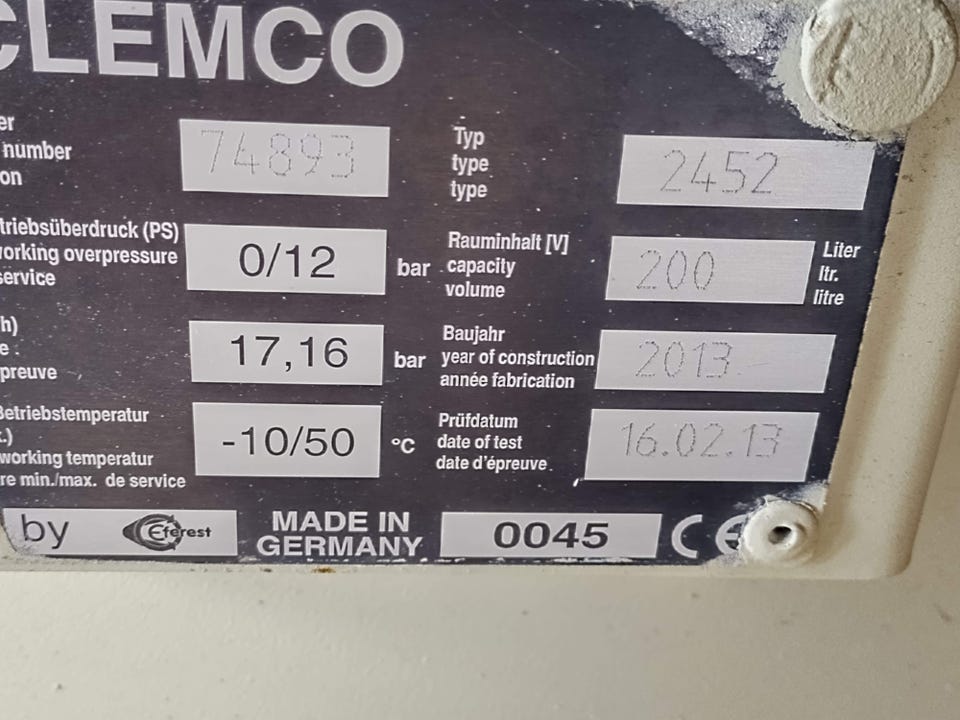 CLEMCO
er
number
on
74893
Typ
type
type
2452
triebsüberdruck (PS)
working overpressure
service
0/12
bar
Rauminhalt [V]
capacity
volume
200
Liter
ltr.
litre
h)
e :
preuve
17,16
bar
Baujahr
year of construction
année fabrication
2013
Betriebstemperatur
.)
working temperatur
re min./max. de service
-10/50
°C
Prüfdatum
date of test
date d'épreuve
16.02.13
by
Eferest
MADE IN
GERMANY
0045
CE